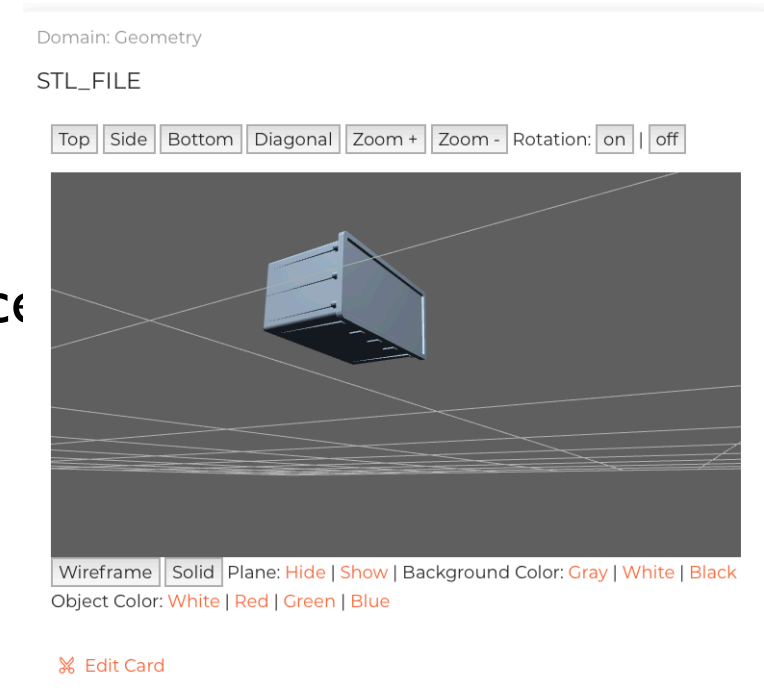 Domain: Geometry
STL_FILE
Top Side Bottom Diagonal Zoom + Zoom - Rotation: on | off
ce
Wireframe Solid Plane: Hide | Show | Background Color: Gray | White | Black
Object Color: White | Red | Green | Blue
Edit Card